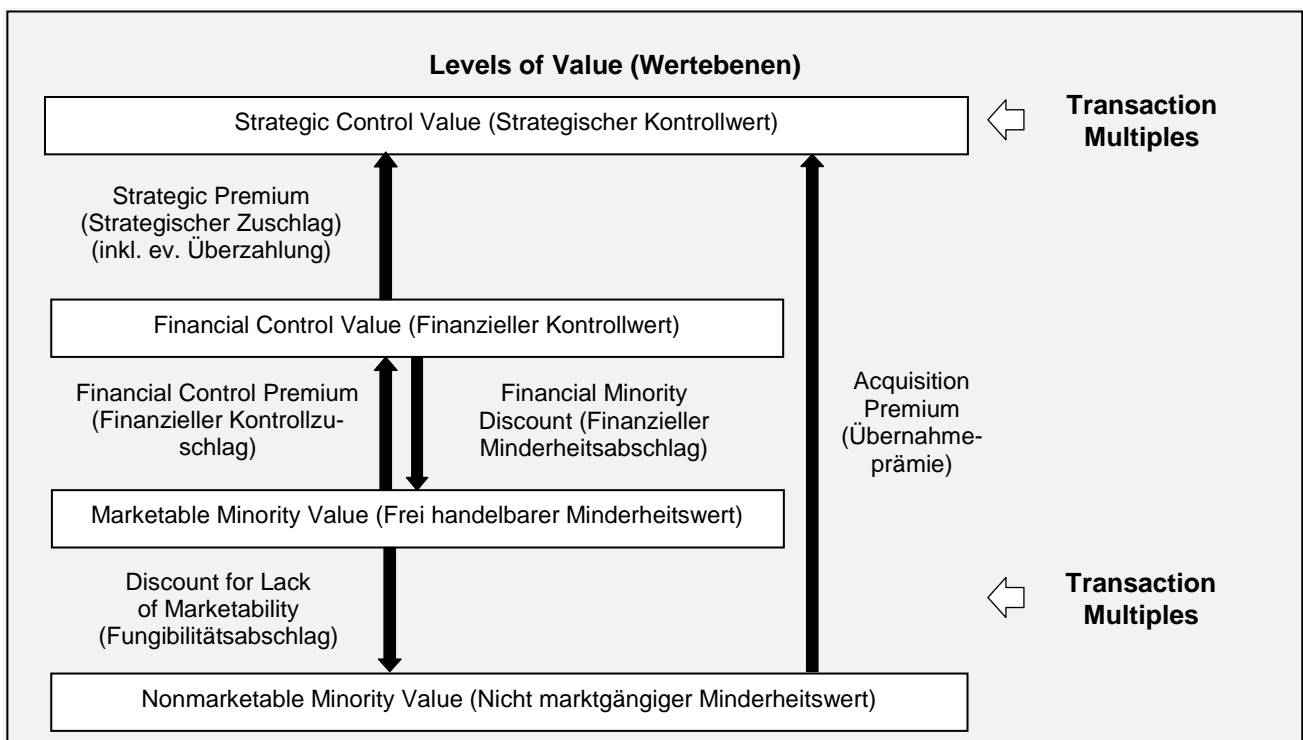 Levels of Value (Wertebenen)
Strategic Control Value (Strategischer Kontrollwert)
Transaction
Multiples
Strategic Premium
(Strategischer Zuschlag)
(inkl. ev. Überzahlung)
Financial Control Value (Finanzieller Kontrollwert)
Financial Control Premium
(Finanzieller Kontrollzu-
schlag)
Financial Minority
Discount (Finanzieller
Minderheitsabschlag)
Acquisition
Premium
(Übernahme-
prämie)
Marketable Minority Value (Frei handelbarer Minderheitswert)
Discount for Lack
of Marketability
(Fungibilitätsabschlag)
Transaction
Multiples
Nonmarketable Minority Value (Nicht marktgängiger Minderheitswert)